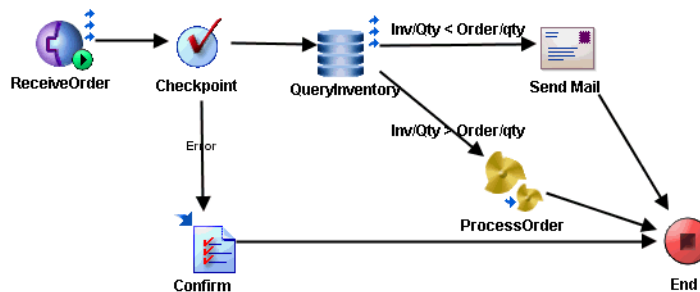 Inv/Qty < Order/qty
ReceiveOrder
Checkpoint
QueryInventory
Send Mail
Inv/Qty > Order/qty
Error
ProcessOrder
Confirm
End